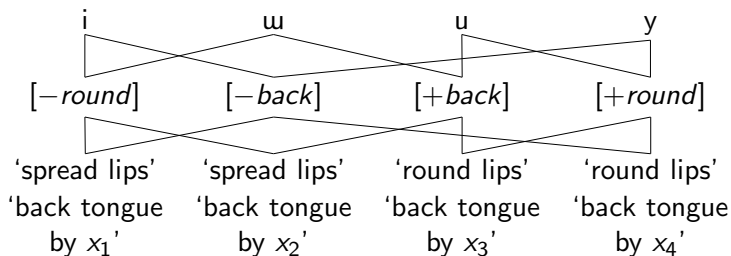 i ɯ u y
[−round] [−back] [+back] [+round]
‘spread lips’ ‘spread lips’ ‘round lips’ ‘round lips’
‘back tongue ‘back tongue ‘back tongue ‘back tongue
by x₁’ by x₂’ by x₃’ by x₄’